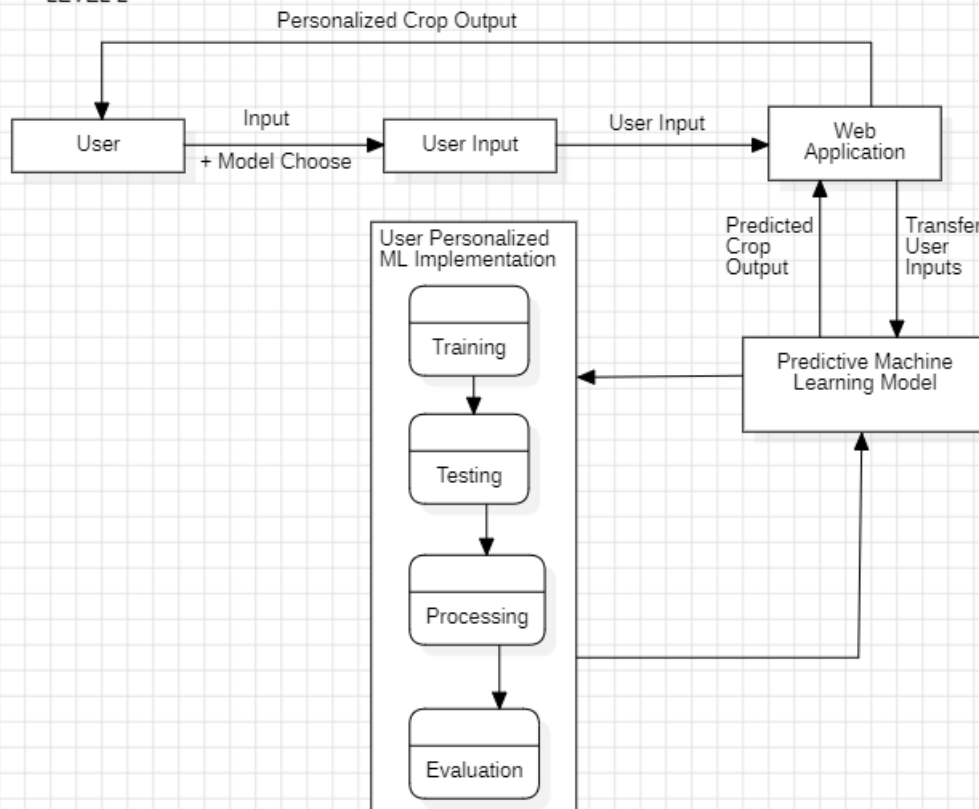 Personalized Crop Output
User
Input
+ Model Choose
User Input
User Input
Web
Application
Predicted
Crop
Output
Transfer
User
Inputs
User Personalized
ML Implementation
Training
Testing
Processing
Evaluation
Predictive Machine
Learning Model